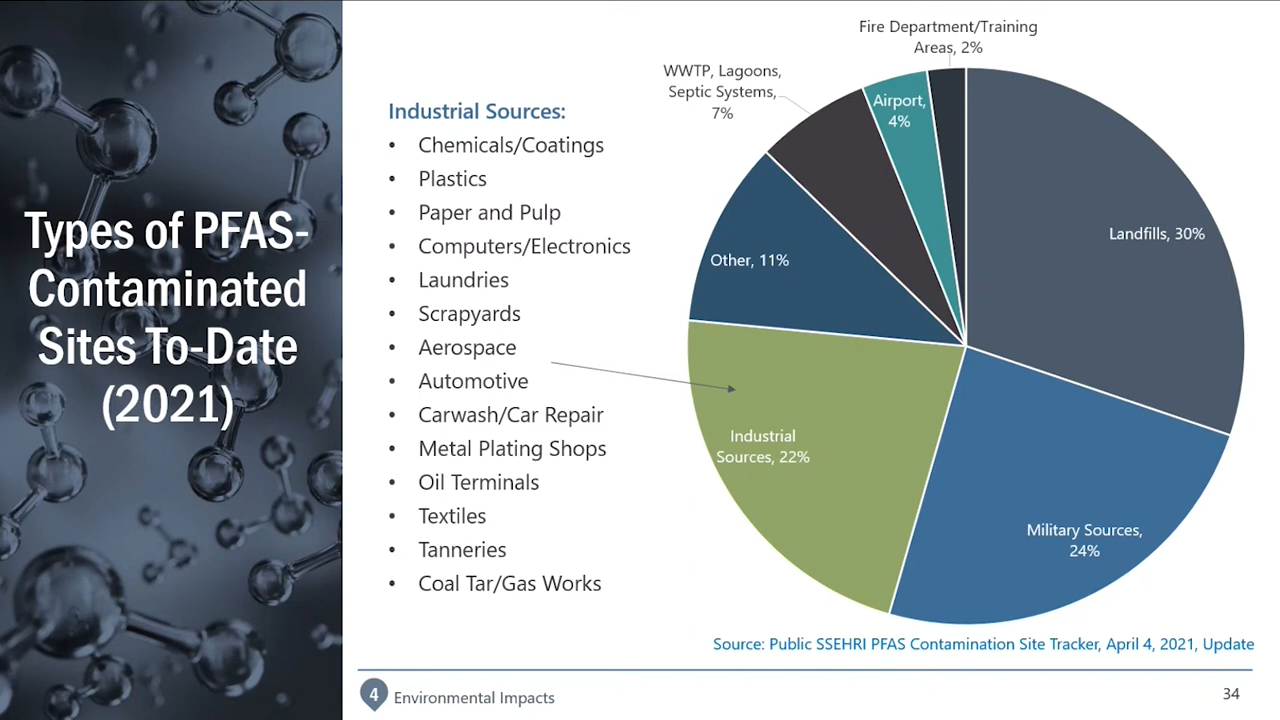 Types of PFAS-
Contaminated
Sites To-Date
(2021)
Industrial Sources:
• Chemicals/Coatings
• Plastics
• Paper and Pulp
• Computers/Electronics
• Laundries
• Scrapyards
• Aerospace
• Automotive
• Carwash/Car Repair
• Metal Plating Shops
• Oil Terminals
• Textiles
• Tanneries
• Coal Tar/Gas Works
Fire Department/Training
Areas, 2%
WWTP, Lagoons,
Septic Systems,
7%
Airport,
4%
Landfills, 30%
Other, 11%
Industrial
Sources, 22%
Military Sources,
24%
Source: Public SSEHRI PFAS Contamination Site Tracker, April 4, 2021, Update
4 Environmental Impacts
34